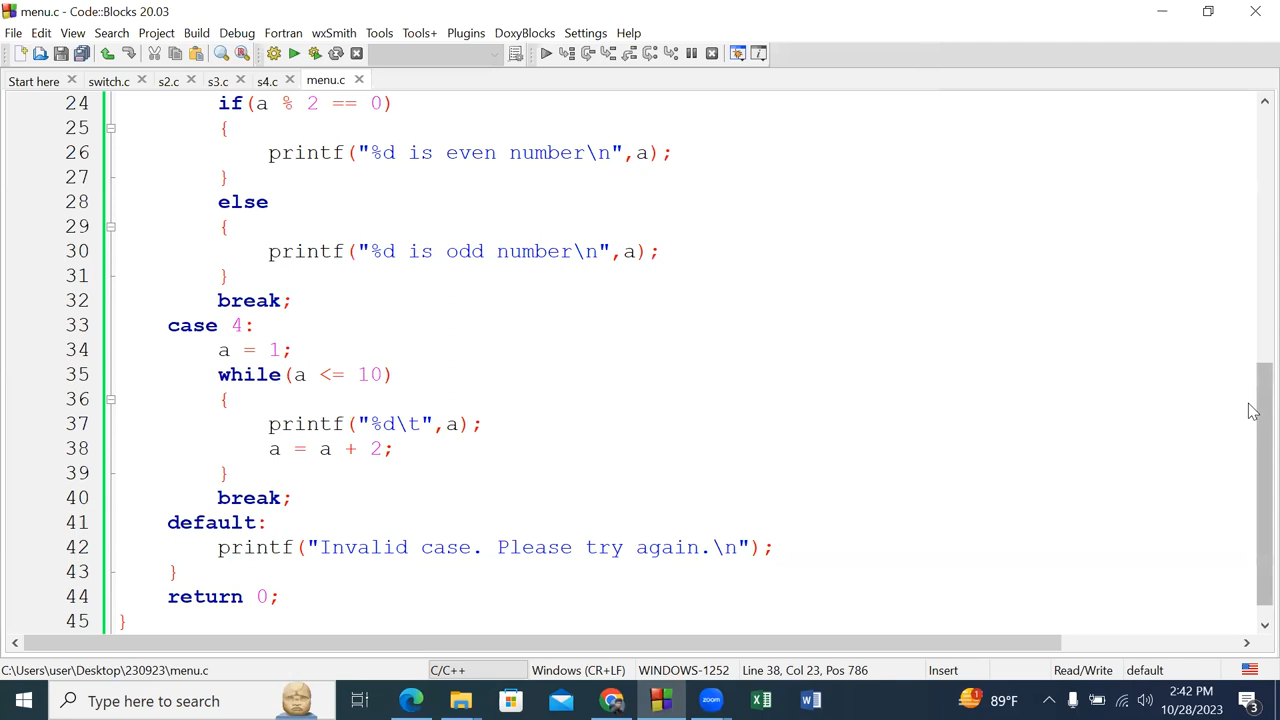 menu.c - Code::Blocks 20.03
File Edit View Search Project Build Debug Fortran wxSmith Tools Tools+ Plugins DoxyBlocks Settings Help
Start here switch.c s2.c s3.c s4.c menu.c
24 if(a % 2 == 0)
25 {
26 printf("%d is even number\n",a);
27 }
28 else
29 {
30 printf("%d is odd number\n",a);
31 }
32 break;
33 case 4:
34 a = 1;
35 while(a <= 10)
36 {
37 printf("%d\t",a);
38 a = a + 2;
39 }
40 break;
41 default:
42 printf("Invalid case. Please try again.\n");
43 }
44 return 0;
45 }
C:\Users\user\Desktop\230923\menu.c C/C++ Windows (CR+LF) WINDOWS-1252 Line 38, Col 23, Pos 786 Insert Read/Write default
Type here to search 1 89°F 2:42 PM
10/28/2023 3